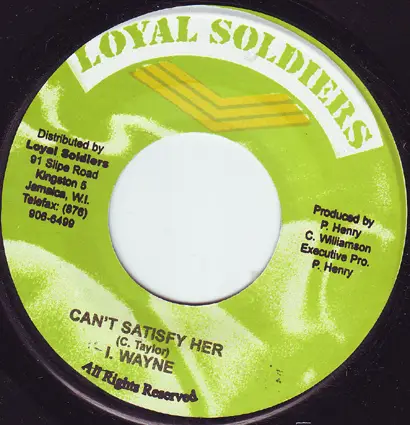 LOYAL SOLDIERS
Distributed by
Loyal Soldiers
91 Slipe Road
Kingston 5
Jamaica, W.I.
Telefax: (876)
906-6499
Produced by
P. Henry
C. Williamson
Executive Pro.
P. Henry
CAN'T SATISFY HER
(C. Taylor)
I. WAYNE
All Rights Reserved